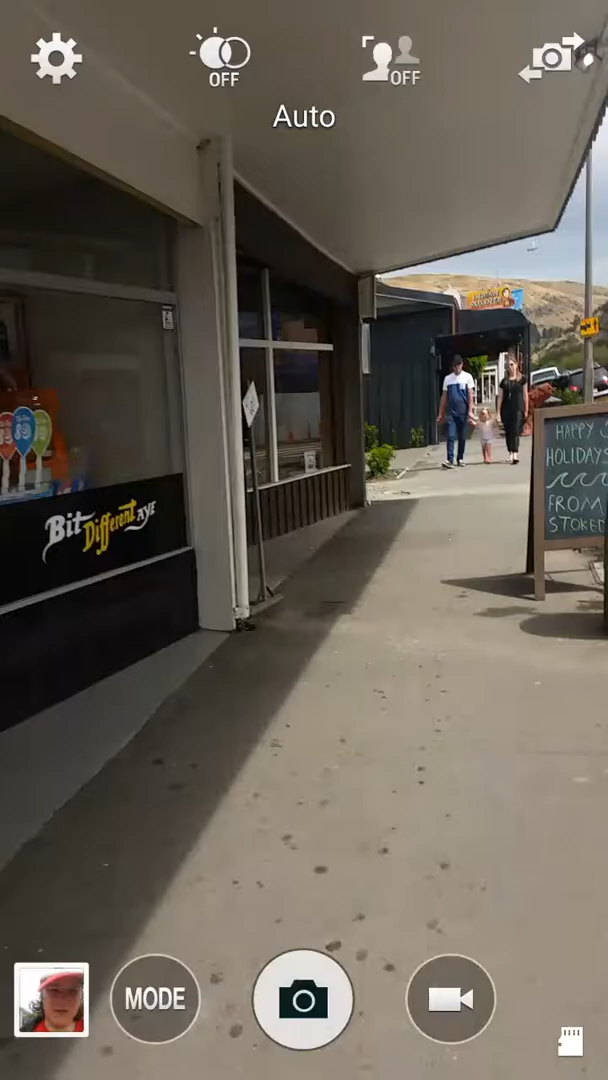 OFF
OFF
Auto
Bit Different AYE
HAPPY
HOLIDAYS
FROM
STOKED
MODE